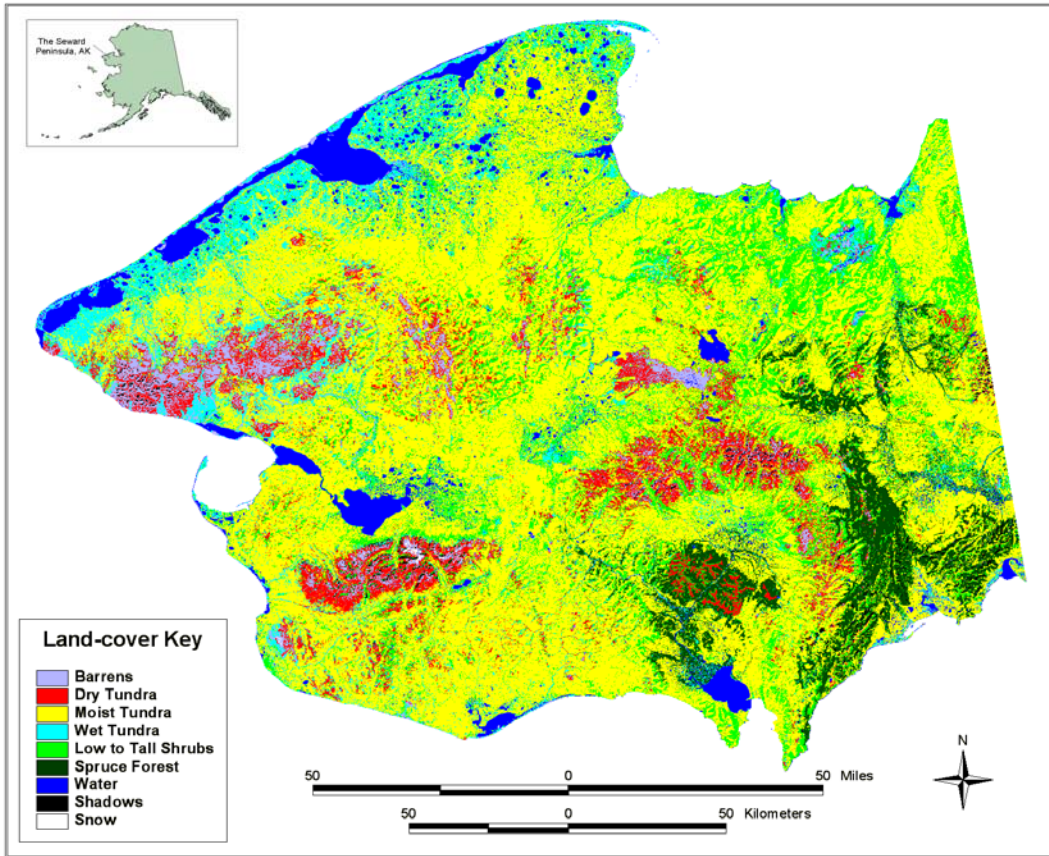 The Seward
Peninsula, AK
Land-cover Key
Barrens
Dry Tundra
Moist Tundra
Wet Tundra
Low to Tall Shrubs
Spruce Forest
Water
Shadows
Snow
N
50 0 50 Miles
50 0 50 Kilometers